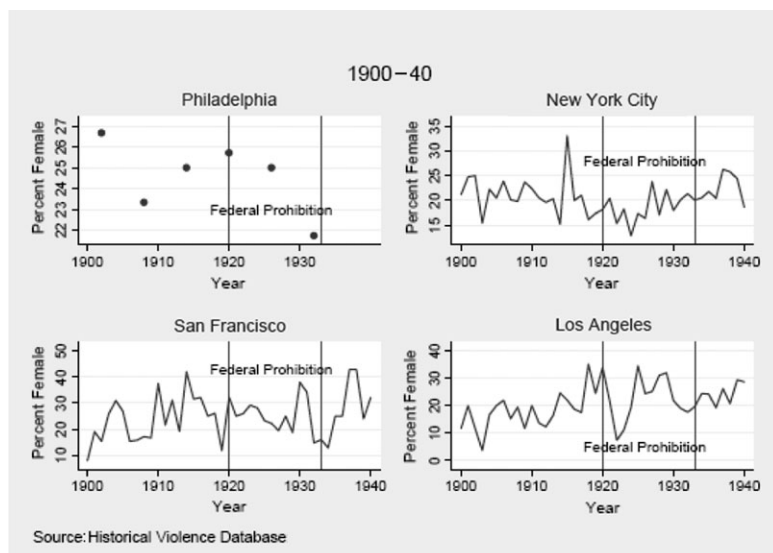 1900–40
Philadelphia
Percent Female
27
26
25
24
23
22
Federal Prohibition
1900 1910 1920 1930
Year
New York City
Percent Female
35
30
25
20
15
Federal Prohibition
1900 1910 1920 1930 1940
Year
San Francisco
Percent Female
50
40
30
20
10
Federal Prohibition
1900 1910 1920 1930 1940
Year
Los Angeles
Percent Female
40
30
20
10
0
Federal Prohibition
1900 1910 1920 1930 1940
Year
Source: Historical Violence Database